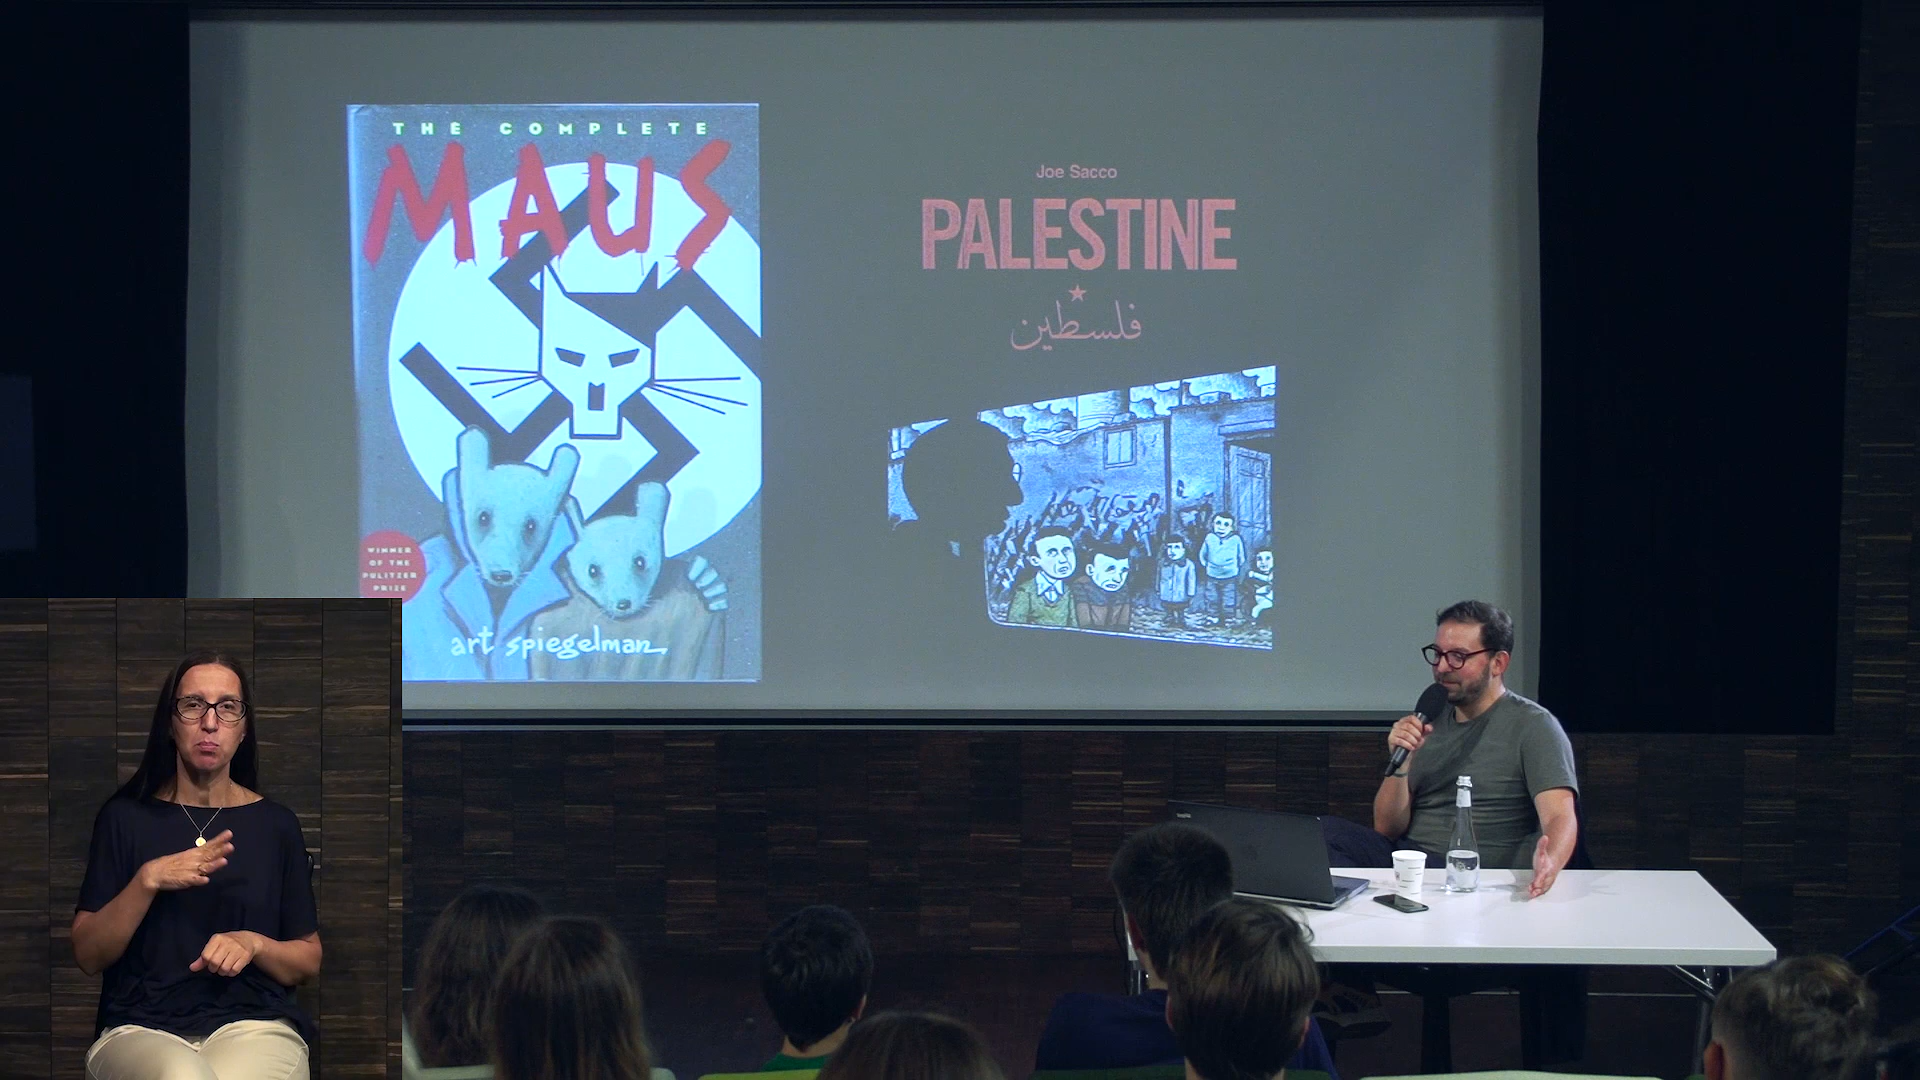 THE COMPLETE
MAUS
WINNER
OF THE
PULITZER
PRIZE
art spiegelman
Joe Sacco
PALESTINE
فلسطين